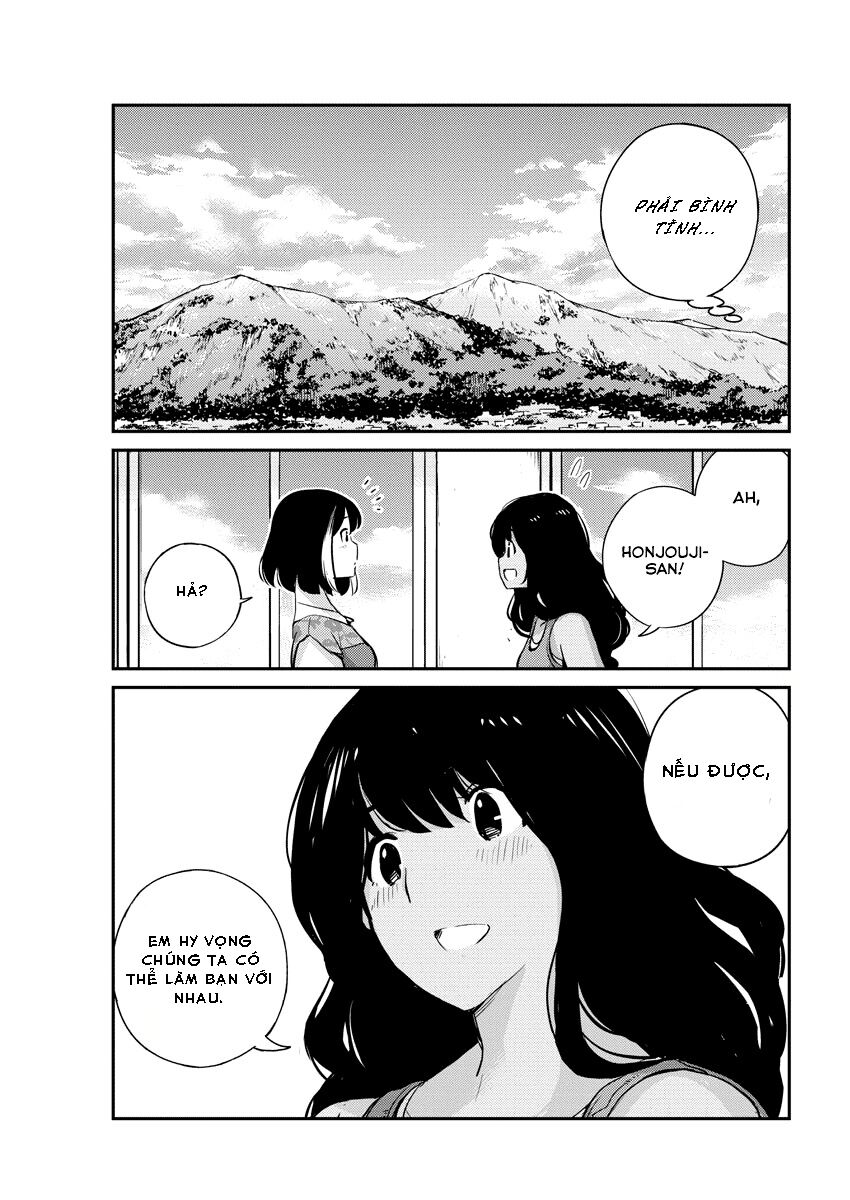 PHẢI BÌNH
TĨNH...
AH,
HONJOUJI-
SAN!
HẢ?
NẾU ĐƯỢC,
EM HY VỌNG
CHÚNG TA CÓ
THỂ LÀM BẠN VỚI
NHAU.